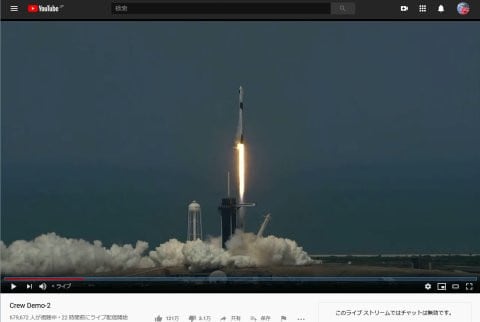 YouTube JP
検索
ライブ
Crew Demo-2
679,672 人が視聴中・22 時間前にライブ配信開始
121万
3.1万
共有
保存
このライブ ストリームではチャットは無効です。